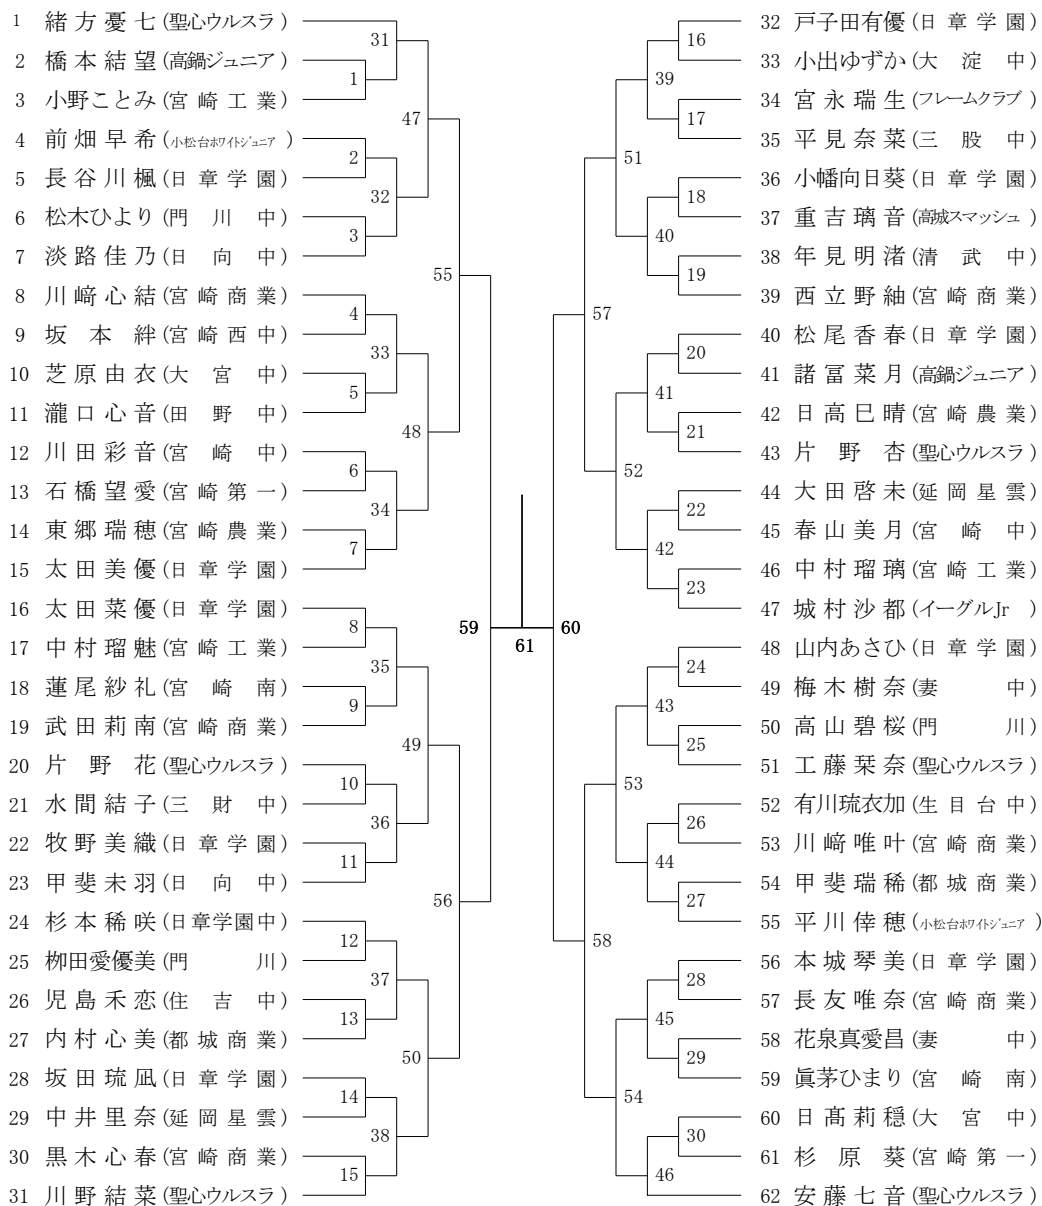 1 緒方憂七(聖心ウルスラ)
2 橋本結望(高鍋ジュニア)
3 小野ことみ(宮崎工業)
4 前畑早希(小松台ホワイトジュニア)
5 長谷川楓(日章学園)
6 松木ひより(門川中)
7 淡路佳乃(日向中)
8 川﨑心結(宮崎商業)
9 坂本絆(宮崎西中)
10 芝原由衣(大宮中)
11 瀧口心音(田野中)
12 川田彩音(宮崎中)
13 石橋望愛(宮崎第一)
14 東郷瑞穂(宮崎農業)
15 太田美優(日章学園)
16 太田菜優(日章学園)
17 中村瑠魅(宮崎工業)
18 蓮尾紗礼(宮崎南)
19 武田莉南(宮崎商業)
20 片野花(聖心ウルスラ)
21 水間結子(三財中)
22 牧野美織(日章学園)
23 甲斐未羽(日向中)
24 杉本稀咲(日章学園中)
25 栁田愛優美(門川)
26 児島禾恋(住吉中)
27 内村心美(都城商業)
28 坂田琉凪(日章学園)
29 中井里奈(延岡星雲)
30 黒木心春(宮崎商業)
31 川野結菜(聖心ウルスラ)
31
1
47
2
32
3
55
4
33
5
48
6
34
7
59
8
35
9
49
10
36
11
56
12
37
13
50
14
38
15
61
60
16
39
17
51
18
40
19
57
20
41
21
52
22
42
23
24
43
25
53
26
44
27
58
28
45
29
54
30
46
32 戸子田有優(日章学園)
33 小出ゆずか(大淀中)
34 宮永瑞生(フレームクラブ)
35 平見奈菜(三股中)
36 小幡向日葵(日章学園)
37 重吉璃音(高城スマッシュ)
38 年見明渚(清武中)
39 西立野紬(宮崎商業)
40 松尾香春(日章学園)
41 諸冨菜月(高鍋ジュニア)
42 日高巳晴(宮崎農業)
43 片野杏(聖心ウルスラ)
44 大田啓未(延岡星雲)
45 春山美月(宮崎中)
46 中村瑠璃(宮崎工業)
47 城村沙都(イーグルJr)
48 山内あさひ(日章学園)
49 梅木樹奈(妻中)
50 高山碧桜(門川)
51 工藤栞奈(聖心ウルスラ)
52 有川琉衣加(生目台中)
53 川﨑唯叶(宮崎商業)
54 甲斐瑞稀(都城商業)
55 平川倖穂(小松台ホワイトジュニア)
56 本城琴美(日章学園)
57 長友唯奈(宮崎商業)
58 花泉真愛昌(妻中)
59 眞茅ひまり(宮崎南)
60 日髙莉穏(大宮中)
61 杉原葵(宮崎第一)
62 安藤七音(聖心ウルスラ)